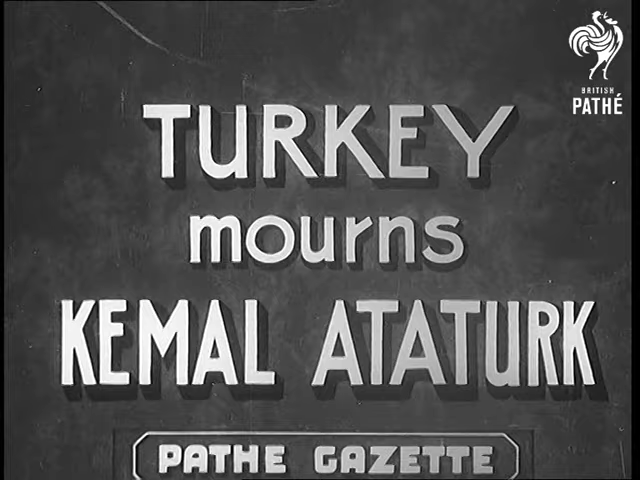 BRITISH
PATHÉ
TURKEY
mourns
KEMAL ATATURK
PATHE GAZETTE